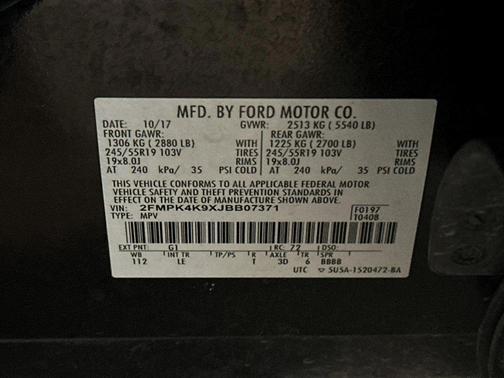 MFD. BY FORD MOTOR CO.
DATE: 10/17 GVWR: 2513 KG ( 5540 LB)
FRONT GAWR: REAR GAWR:
1306 KG ( 2880 LB) WITH 1225 KG ( 2700 LB) WITH
245/55R19 103V TIRES 245/55R19 103V TIRES
19x8.0J RIMS 19x8.0J RIMS
AT 240 kPa/ 35 PSI COLD AT 240 kPa/ 35 PSI COLD
THIS VEHICLE CONFORMS TO ALL APPLICABLE FEDERAL MOTOR
VEHICLE SAFETY AND THEFT PREVENTION STANDARDS IN
EFFECT ON THE DATE OF MANUFACTURE SHOWN ABOVE.
VIN: 2FMPK4K9XJBB07371 F0197
TYPE: MPV 10408
EXT PNT: G1 RC: 72 DSO:
WB INT TR TP/PS R AXLE TR SPR
112 LE T 3D 6 BBBB
UTC 5U5A-1520472-BA